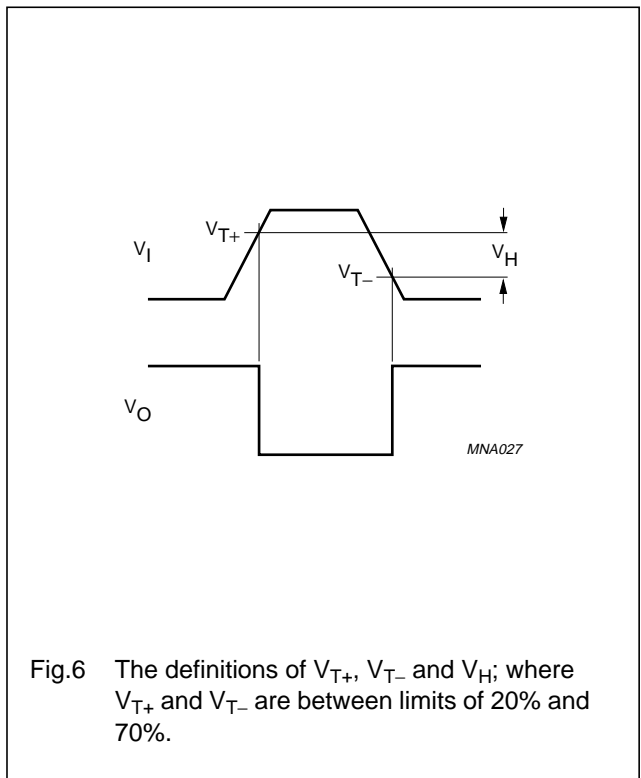 V_T+
V_I
V_H
V_T−
V_O
MNA027
Fig.6 The definitions of V_T+, V_T− and V_H; where
V_T+ and V_T− are between limits of 20% and
70%.